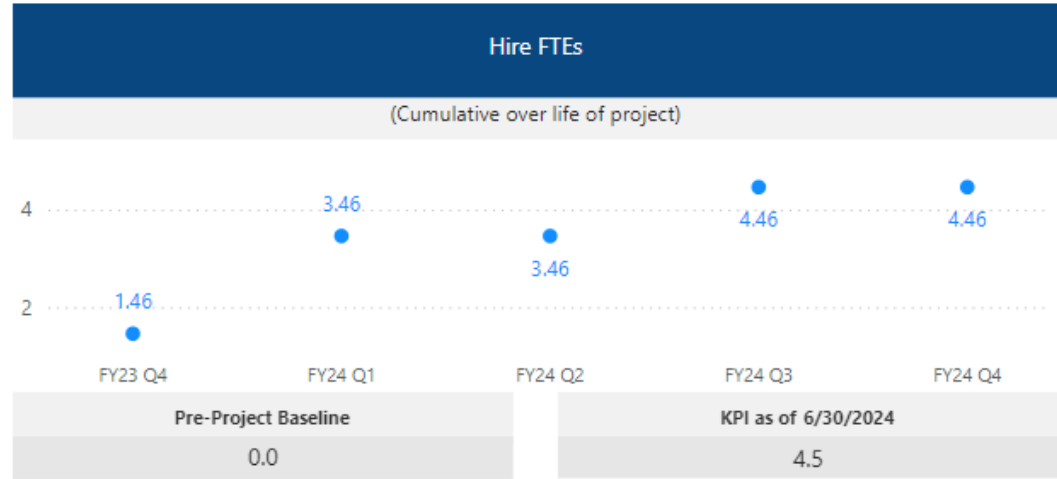 Hire FTEs
(Cumulative over life of project)
4
3.46
4.46
4.46
3.46
2
1.46
FY23 Q4 FY24 Q1 FY24 Q2 FY24 Q3 FY24 Q4
Pre-Project Baseline KPI as of 6/30/2024
0.0 4.5